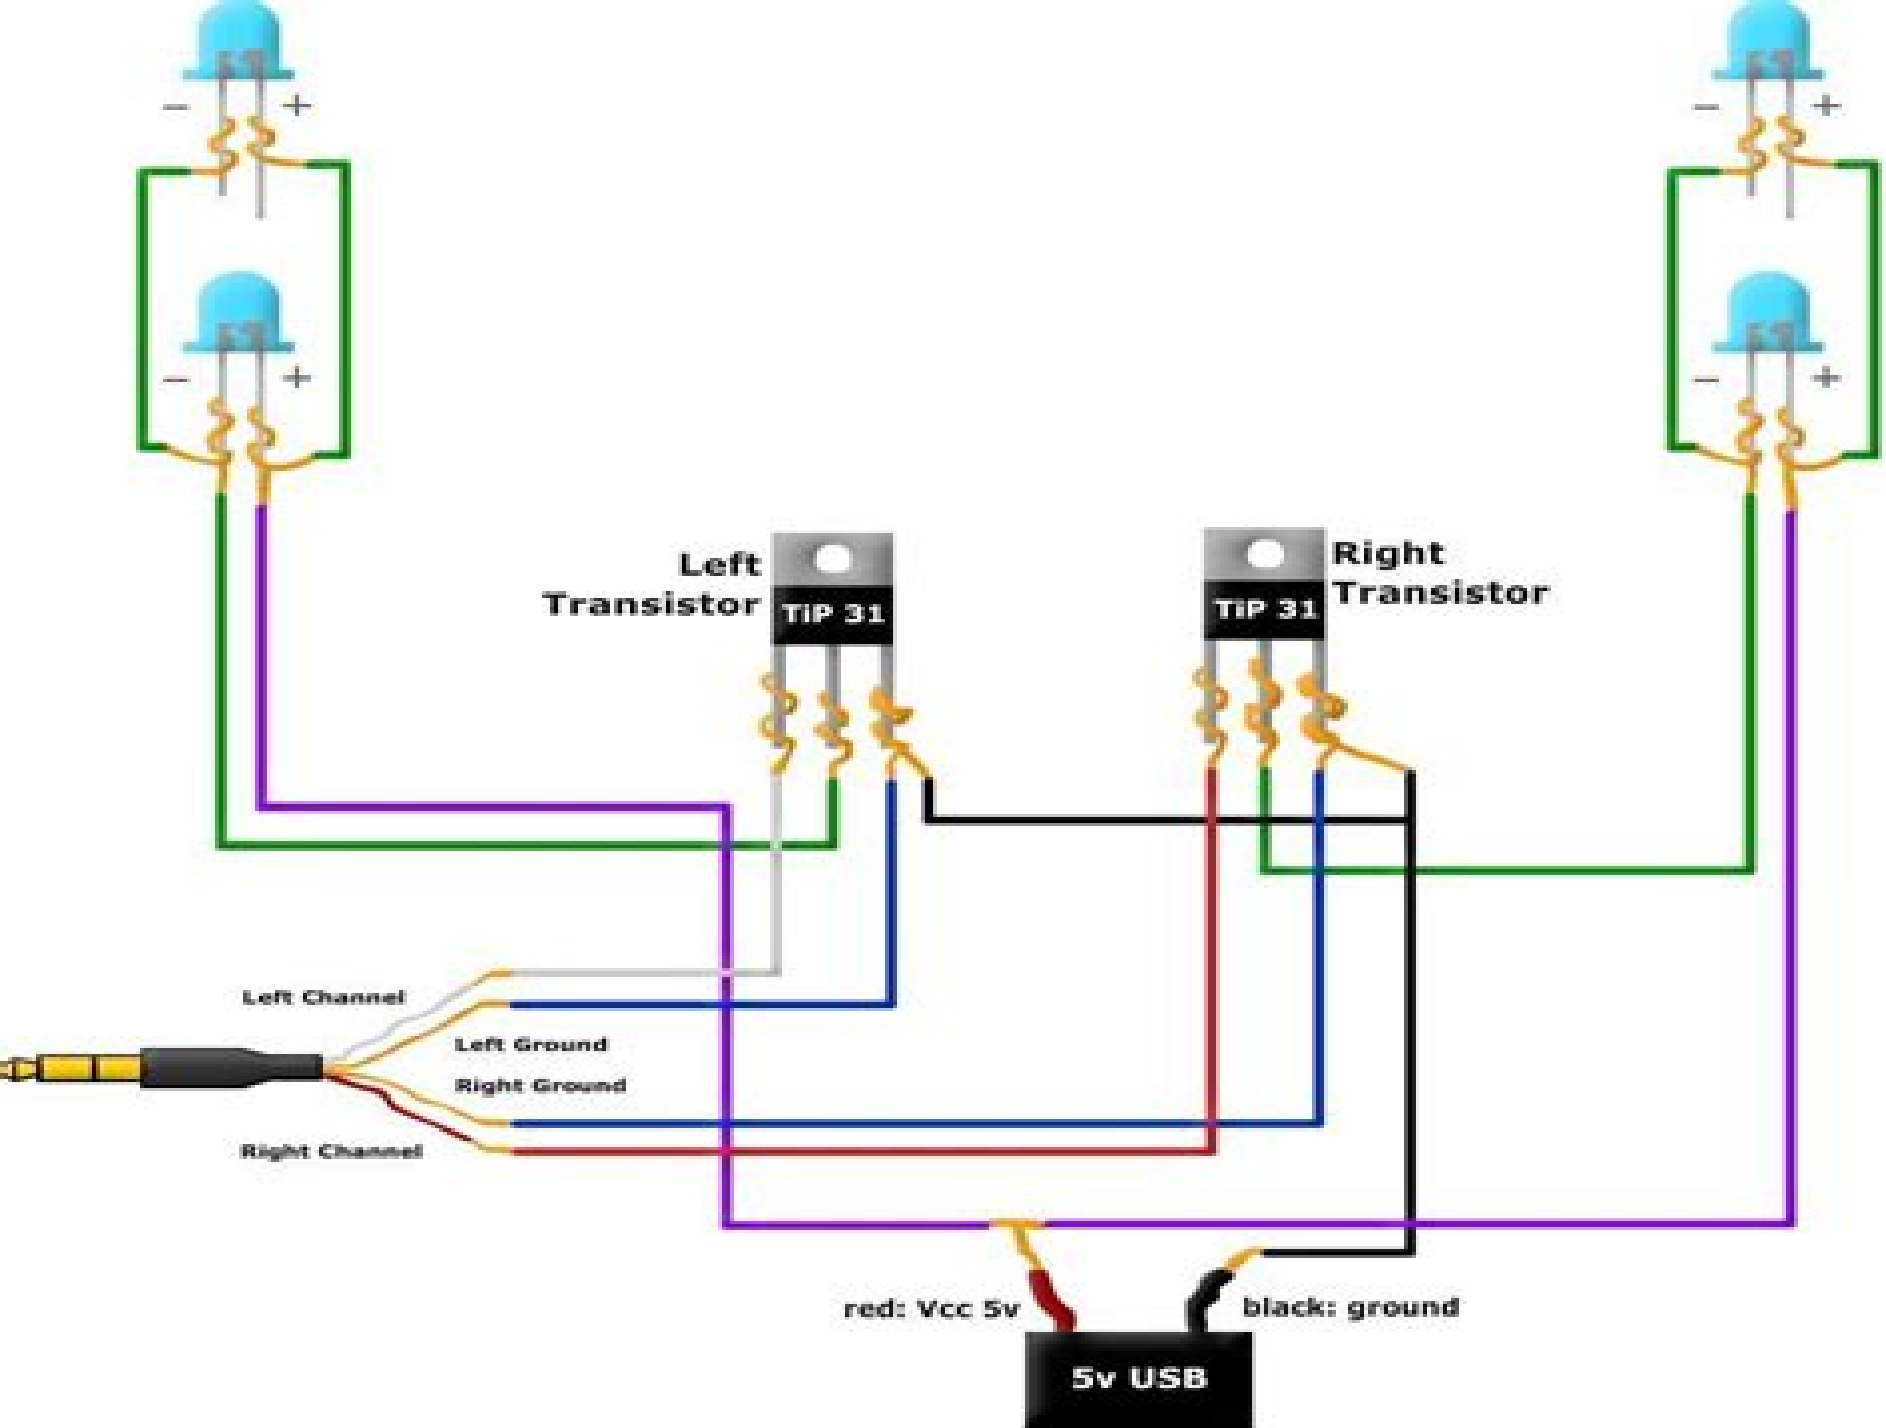 − +
− +
− +
− +
Left
Transistor
TiP 31
Right
Transistor
TiP 31
Left Channel
Left Ground
Right Ground
Right Channel
red: Vcc 5v
black: ground
5v USB